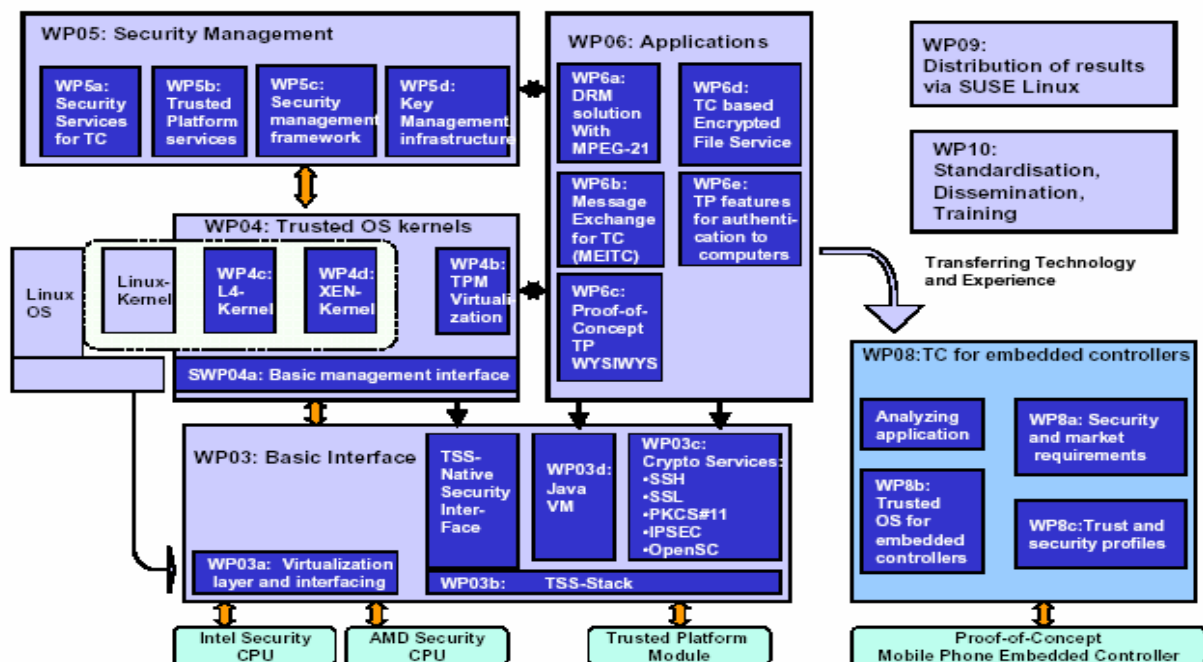 WP05: Security Management
WP5a:
Security
Services
for TC
WP5b:
Trusted
Platform
services
WP5c:
Security
management
framework
WP5d:
Key
Management
infrastructure
WP06: Applications
WP6a:
DRM
solution
With
MPEG-21
WP6d:
TC based
Encrypted
File Service
WP6b:
Message
Exchange
for TC
(MEITC)
WP6e:
TP features
for authenti-
cation to
computers
WP6c:
Proof-of-
Concept
TP
WYSIWYS
WP09:
Distribution of results
via SUSE Linux
WP10:
Standardisation,
Dissemination,
Training
Transferring Technology
and Experience
WP04: Trusted OS kernels
Linux
OS
Linux-
Kernel
WP4c:
L4-
Kernel
WP4d:
XEN-
Kernel
WP4b:
TPM
Virtuali-
zation
SWP04a: Basic management interface
WP03: Basic Interface
TSS-
Native
Security
Inter-
Face
WP03d:
Java
VM
WP03c:
Crypto Services:
•SSH
•SSL
•PKCS#11
•IPSEC
•OpenSC
WP03a: Virtualization
layer and interfacing
WP03b: TSS-Stack
WP08:TC for embedded controllers
Analyzing
application
WP8a: Security
and market
requirements
WP8b:
Trusted
OS for
embedded
controllers
WP8c:Trust and
security profiles
Intel Security
CPU
AMD Security
CPU
Trusted Platform
Module
Proof-of-Concept
Mobile Phone Embedded Controller